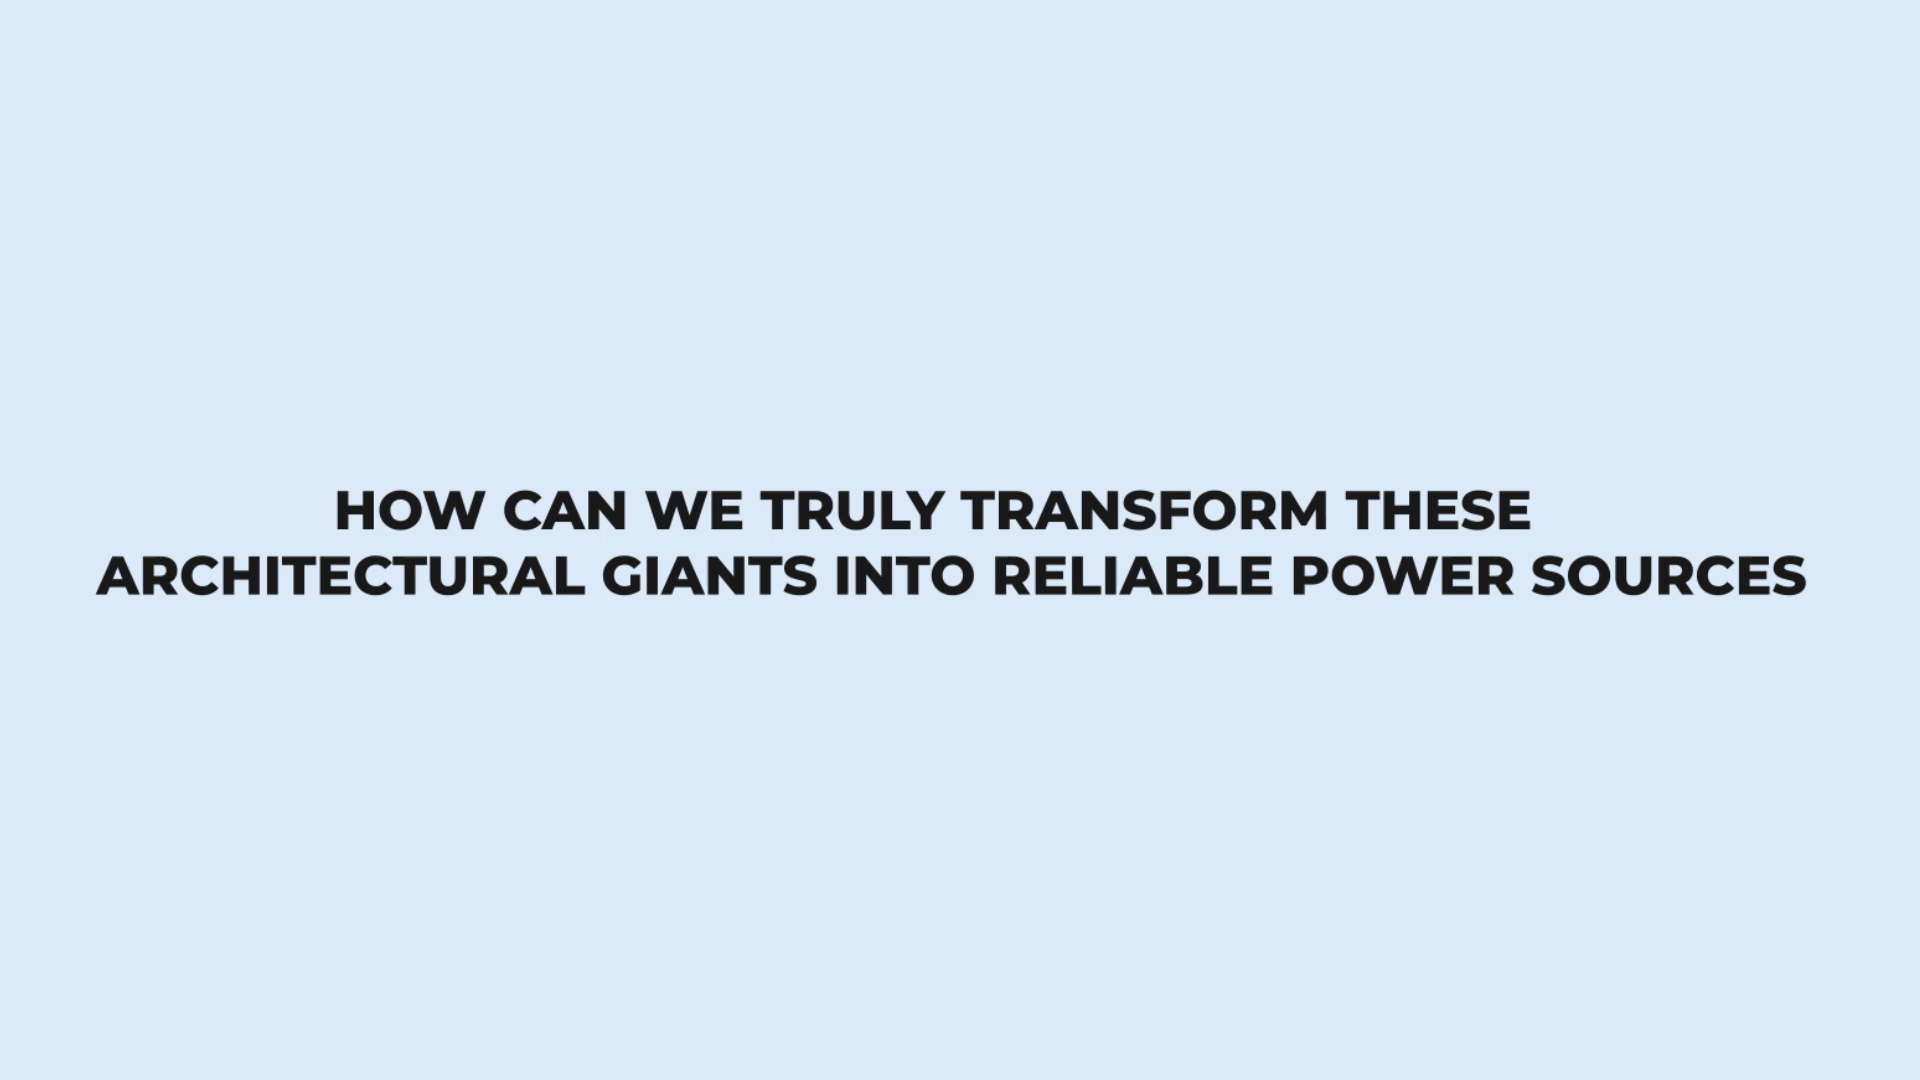 HOW CAN WE TRULY TRANSFORM THESE
ARCHITECTURAL GIANTS INTO RELIABLE POWER SOURCES